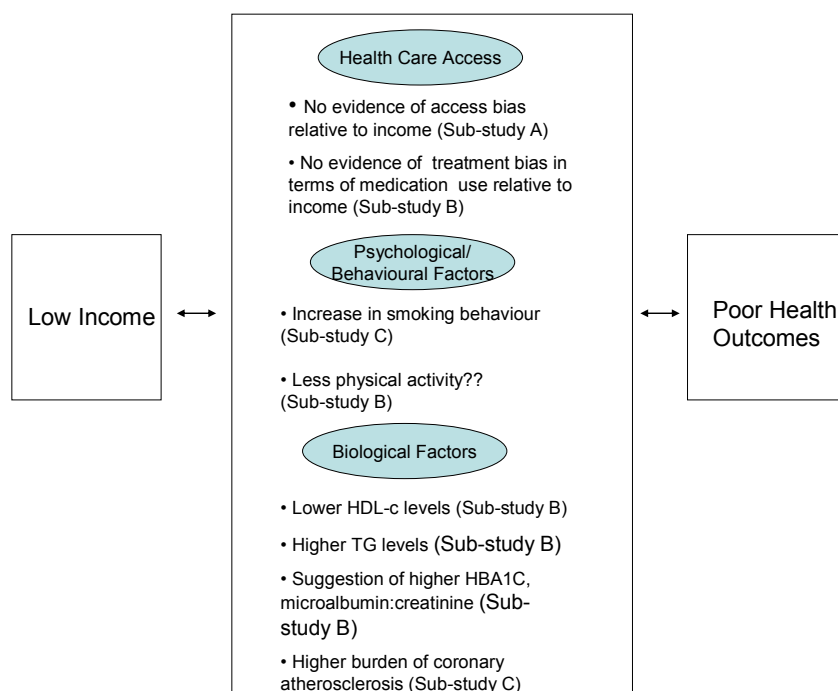 Health Care Access
• No evidence of access bias
relative to income (Sub-study A)
• No evidence of treatment bias in
terms of medication use relative to
income (Sub-study B)
Psychological/
Behavioural Factors
Low Income
• Increase in smoking behaviour
(Sub-study C)
• Less physical activity??
(Sub-study B)
Poor Health
Outcomes
Biological Factors
• Lower HDL-c levels (Sub-study B)
• Higher TG levels (Sub-study B)
• Suggestion of higher HBA1C,
microalbumin:creatinine (Sub-
study B)
• Higher burden of coronary
atherosclerosis (Sub-study C)